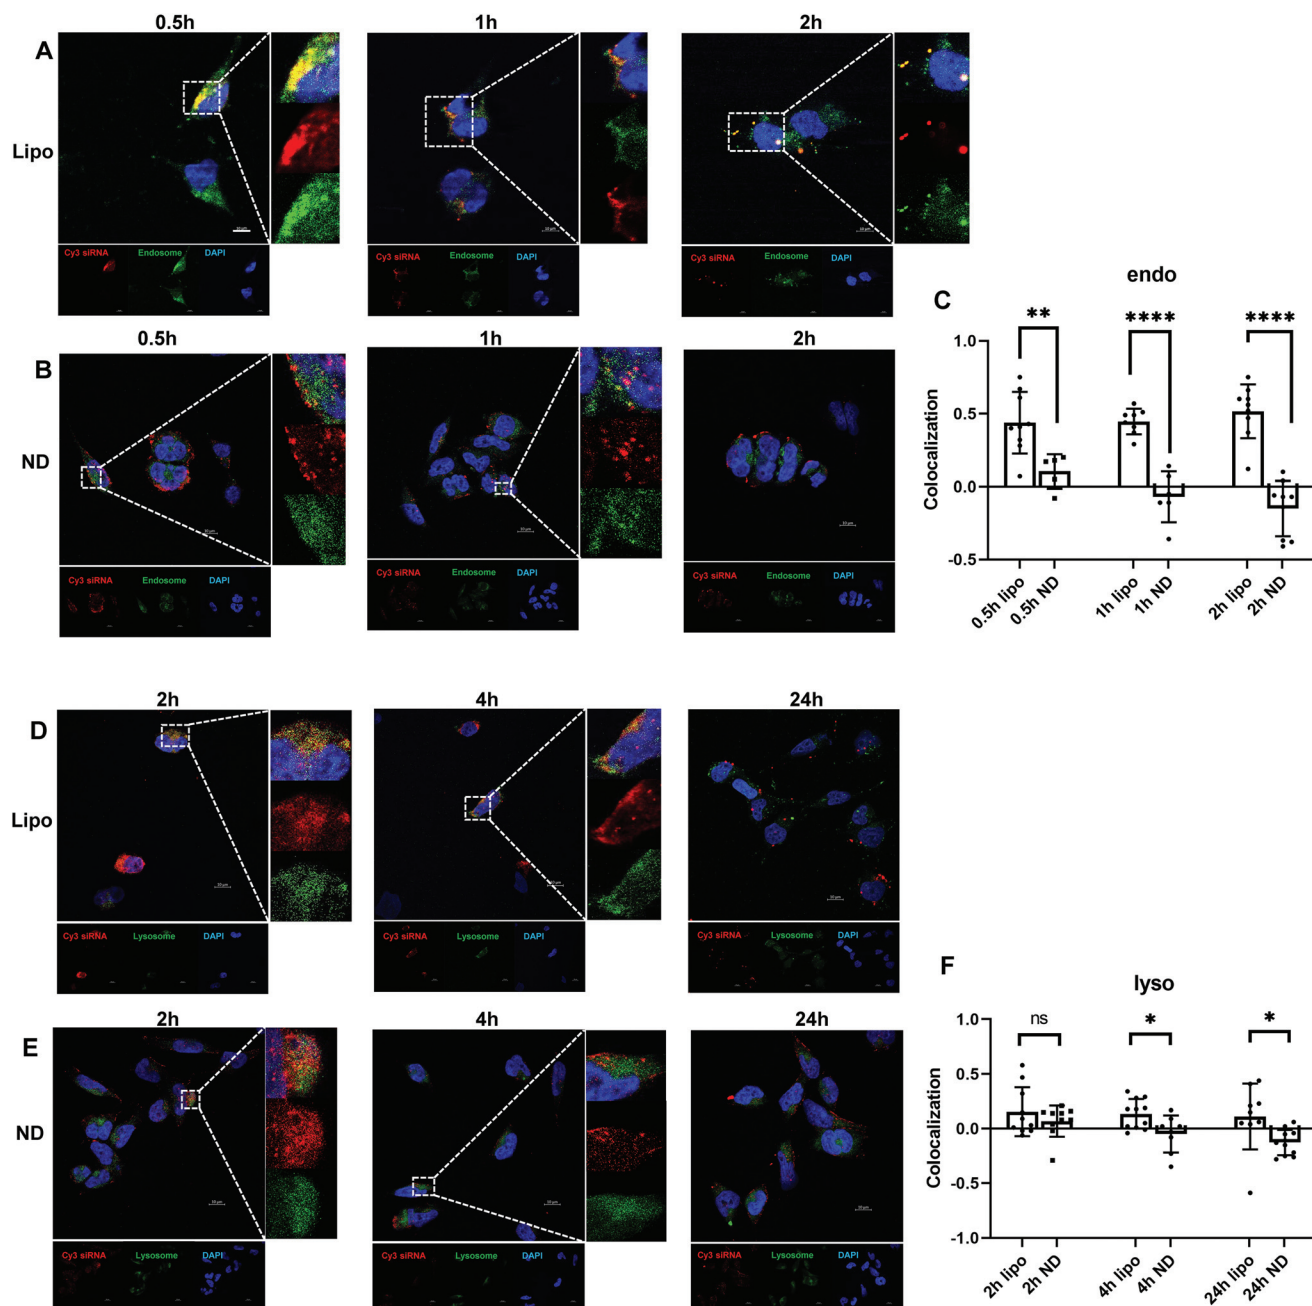 0.5h 1h 2h
A
Lipo
Cy3 siRNA Endosome DAPI Cy3 siRNA Endosome DAPI Cy3 siRNA Endosome DAPI
0.5h 1h 2h
B
ND
Cy3 siRNA Endosome DAPI Cy3 siRNA Endosome DAPI Cy3 siRNA Endosome DAPI
C
endo
** **** ****
Colocalization
1.0
0.5
0.0
-0.5
0.5h lipo 0.5h ND 1h lipo 1h ND 2h lipo 2h ND
2h 4h 24h
D
Lipo
Cy3 siRNA Lysosome DAPI Cy3 siRNA Lysosome DAPI Cy3 siRNA Lysosome DAPI
2h 4h 24h
E
ND
Cy3 siRNA Lysosome DAPI Cy3 siRNA Lysosome DAPI Cy3 siRNA Lysosome DAPI
F
lyso
ns * *
Colocalization
1.0
0.5
0.0
-0.5
-1.0
2h lipo 2h ND 4h lipo 4h ND 24h lipo 24h ND